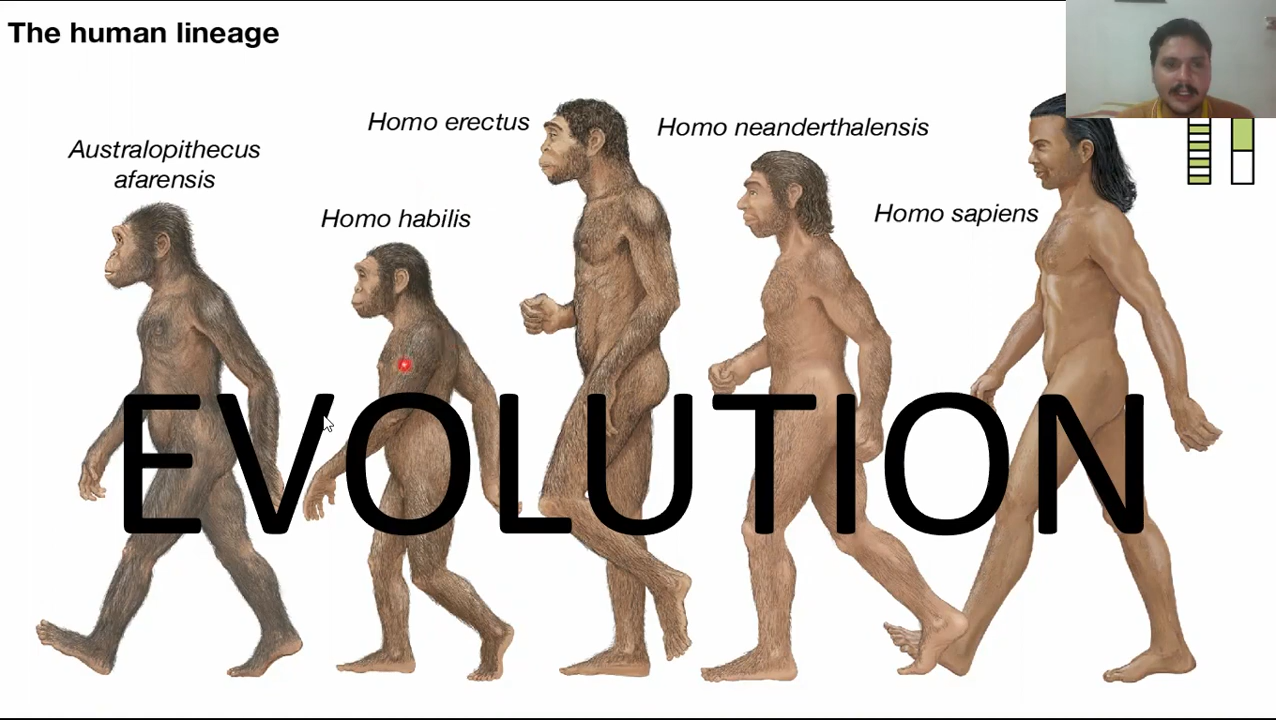 The human lineage
Australopithecus
afarensis
Homo habilis
Homo erectus
Homo neanderthalensis
Homo sapiens
EVOLUTION